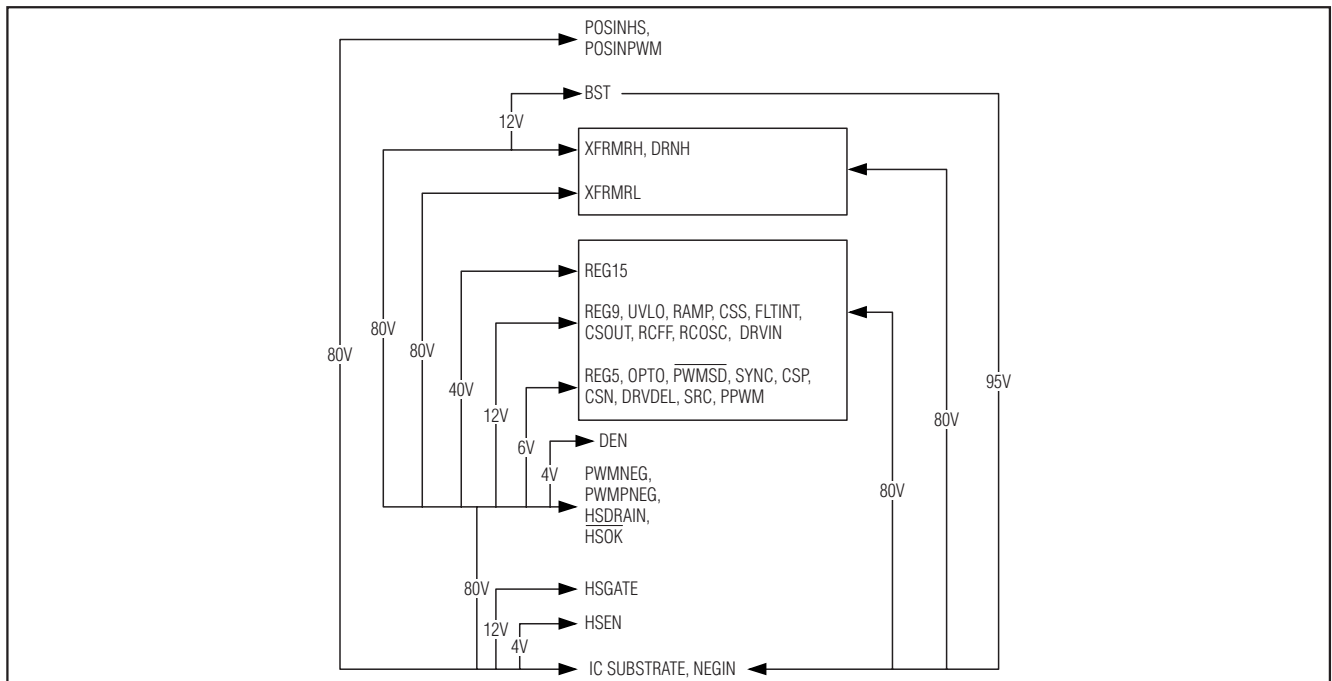 POSINHS,
POSINPWM
BST
12V
XFRMRH, DRNH
XFRMRL
REG15
REG9, UVLO, RAMP, CSS, FLTINT,
CSOUT, RCFF, RCOSC, DRVIN
80V
80V
80V
40V
12V
REG5, OPTO, PWMSD, SYNC, CSP,
CSN, DRVDEL, SRC, PPWM
95V
80V
6V
DEN
4V
PWMNEG,
PWMPNEG,
HSDRAIN,
HSOK
80V
80V
HSGATE
12V
HSEN
4V
IC SUBSTRATE, NEGIN